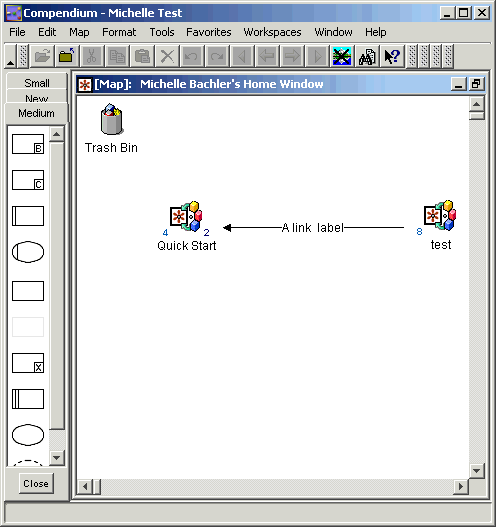 Compendium - Michelle Test
File Edit Map Format Tools Favorites Workspaces Window Help
Small
New
Medium
[Map]: Michelle Bachler's Home Window
Trash Bin
B
C
4
2
Quick Start
A link label
8
test
X
Close